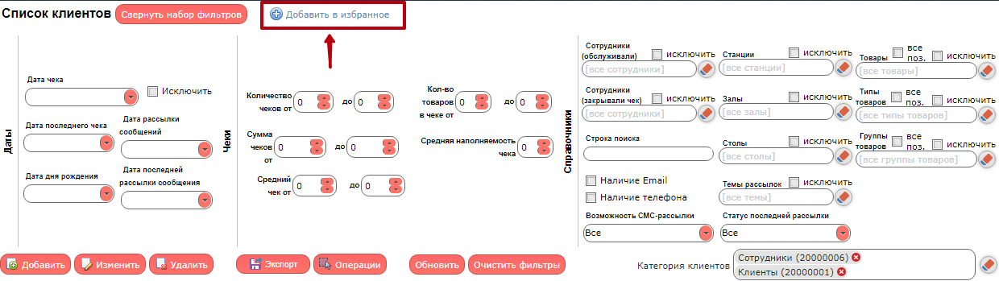 Список клиентов
Свернуть набор фильтров
Добавить в избранное
Даты
Дата чека
Исключить
Дата последнего чека
Дата рассылки
сообщений
Дата дня рождения
Дата последней
рассылки сообщения
Чеки
Количество
чеков от
0
до
0
Кол-во
товаров
в чеке от
0
до
0
Сумма
чеков
от
0
до
0
Средняя наполняемость
чека
0
Средний
чек от
0
до
0
Справочники
Сотрудники
(обслуживали)
исключить
[все сотрудники]
Станции
исключить
[все станции]
Товары
все
поз.
исключить
[все товары]
Сотрудники
(закрывали чек)
исключить
[все сотрудники]
Залы
исключить
[все залы]
Типы
товаров
все
поз.
исключить
[все типы товаров]
Строка поиска
Столы
исключить
[все столы]
Группы
товаров
все
поз.
исключить
[все группы товаров]
Наличие Email
Наличие телефона
Темы рассылок
исключить
[все темы]
Возможность СМС-рассылки
Все
Статус последней рассылки
Все
Добавить
Изменить
Удалить
Экспорт
Операции
Обновить
Очистить фильтры
Категория клиентов
Сотрудники (20000006)
Клиенты (20000001)